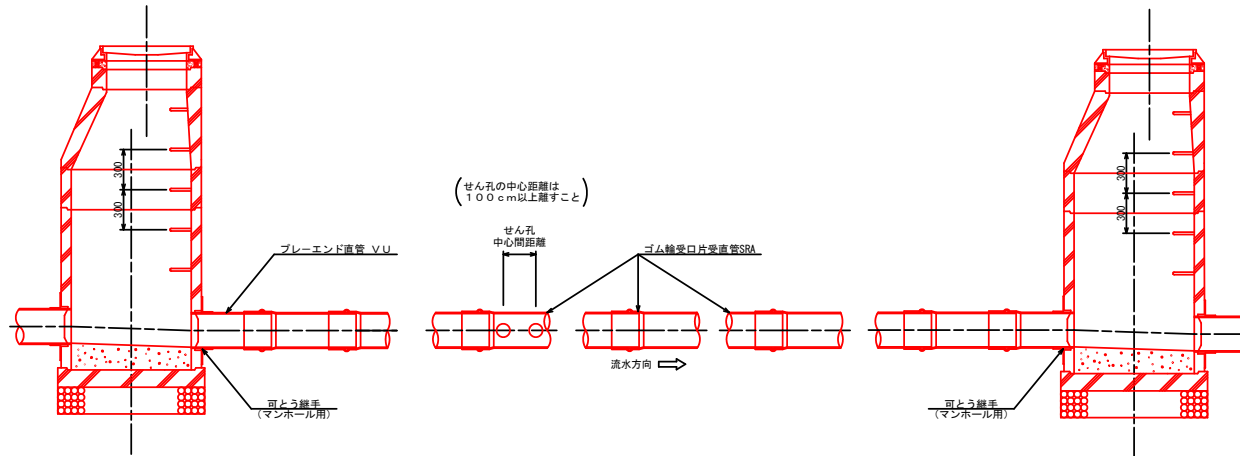 300
300
せん孔の中心距離は
100cm以上離すこと
せん孔
中心間距離
プレーエンド直管 VU
ゴム輪受口片受直管SRA
流水方向
可とう継手
(マンホール用)
可とう継手
(マンホール用)
300
300